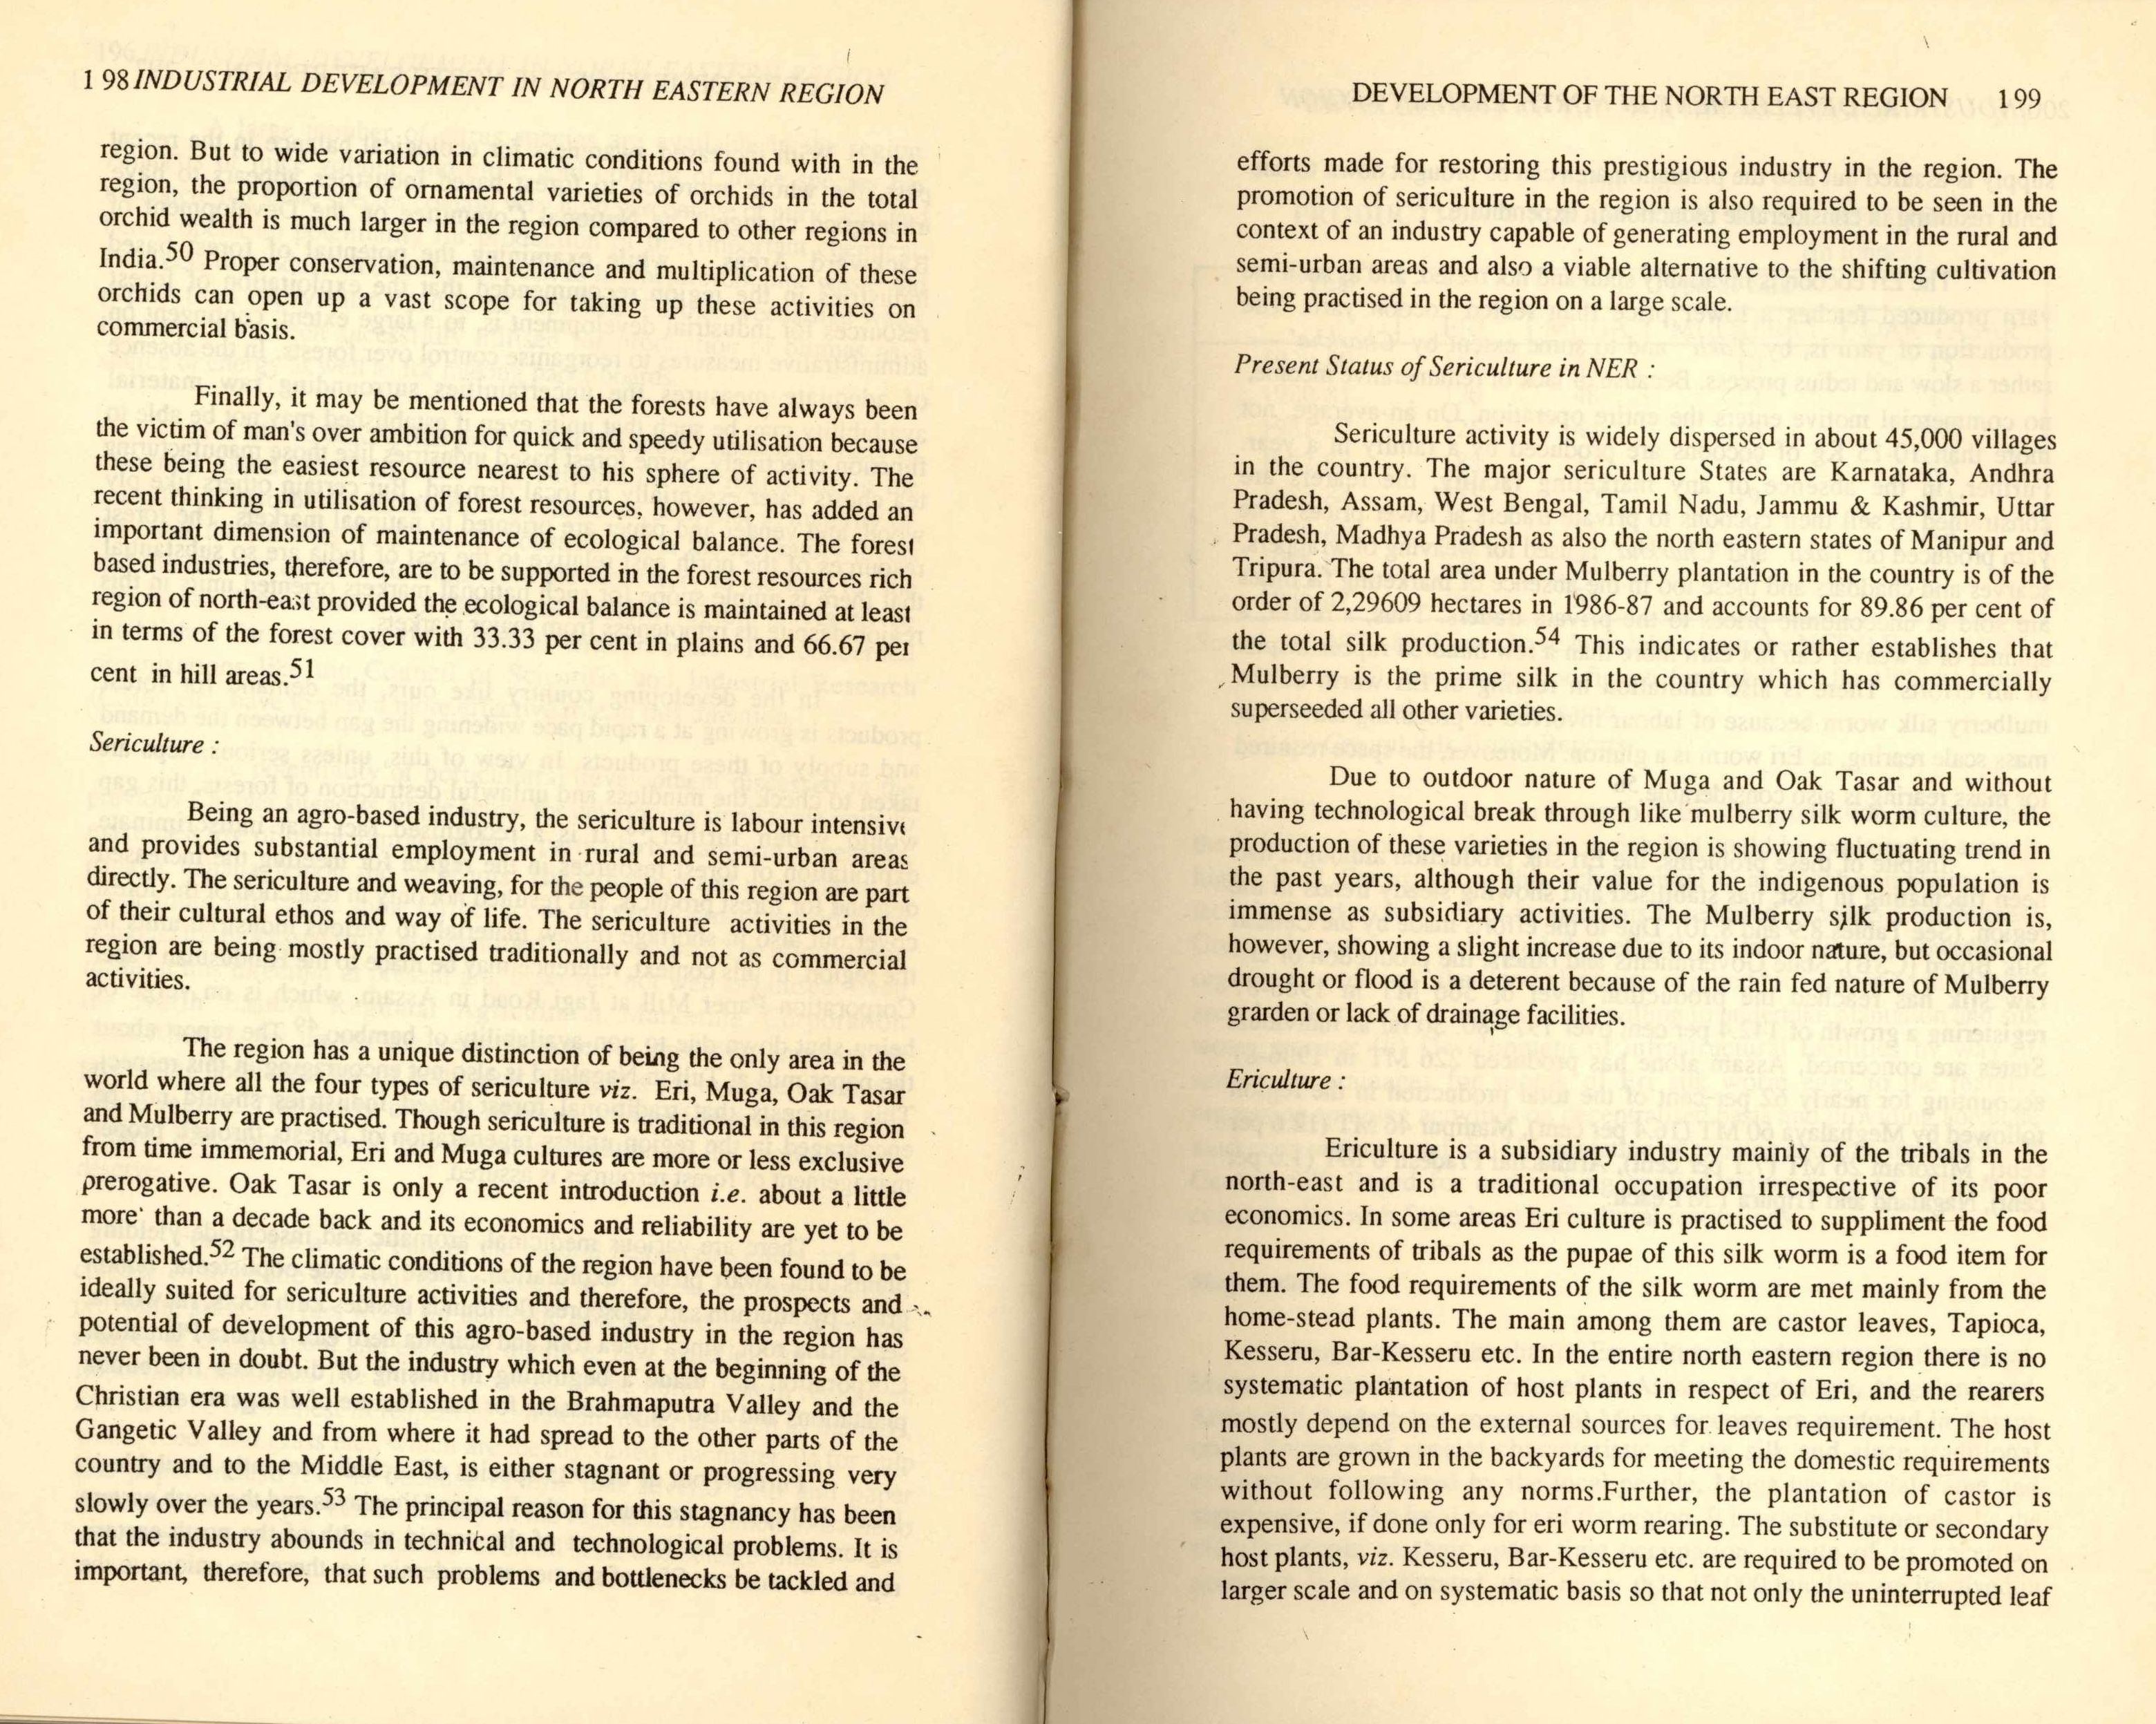 198 INDUSTRIAL DEVELOPMENT IN NORTH EASTERN REGION
region. But to wide variation in climatic conditions found with in the
region, the proportion of ornamental varieties of orchids in the total
orchid wealth is much larger in the region compared to other regions in
India.50 Proper conservation, maintenance and multiplication of these
orchids can open up a vast scope for taking up these activities on
commercial basis.
Finally, it may be mentioned that the forests have always been
the victim of man's over ambition for quick and speedy utilisation because
these being the easiest resource nearest to his sphere of activity. The
recent thinking in utilisation of forest resources, however, has added an
important dimension of maintenance of ecological balance. The forest
based industries, therefore, are to be supported in the forest resources rich
region of north-east provided the ecological balance is maintained at least
in terms of the forest cover with 33.33 per cent in plains and 66.67 per
cent in hill areas.51
Sericulture :
Being an agro-based industry, the sericulture is labour intensive
and provides substantial employment in rural and semi-urban areas
directly. The sericulture and weaving, for the people of this region are part
of their cultural ethos and way of life. The sericulture activities in the
region are being mostly practised traditionally and not as commercial
activities.
The region has a unique distinction of being the only area in the
world where all the four types of sericulture viz. Eri, Muga, Oak Tasar
and Mulberry are practised. Though sericulture is traditional in this region
from time immemorial, Eri and Muga cultures are more or less exclusive
prerogative. Oak Tasar is only a recent introduction i.e. about a little
more than a decade back and its economics and reliability are yet to be
established.52 The climatic conditions of the region have been found to be
ideally suited for sericulture activities and therefore, the prospects and
potential of development of this agro-based industry in the region has
never been in doubt. But the industry which even at the beginning of the
Christian era was well established in the Brahmaputra Valley and the
Gangetic Valley and from where it had spread to the other parts of the
country and to the Middle East, is either stagnant or progressing very
slowly over the years.53 The principal reason for this stagnancy has been
that the industry abounds in technical and technological problems. It is
important, therefore, that such problems and bottlenecks be tackled and
DEVELOPMENT OF THE NORTH EAST REGION 199
efforts made for restoring this prestigious industry in the region. The
promotion of sericulture in the region is also required to be seen in the
context of an industry capable of generating employment in the rural and
semi-urban areas and also a viable alternative to the shifting cultivation
being practised in the region on a large scale.
Present Status of Sericulture in NER :
Sericulture activity is widely dispersed in about 45,000 villages
in the country. The major sericulture States are Karnataka, Andhra
Pradesh, Assam, West Bengal, Tamil Nadu, Jammu & Kashmir, Uttar
Pradesh, Madhya Pradesh as also the north eastern states of Manipur and
Tripura. The total area under Mulberry plantation in the country is of the
order of 2,29609 hectares in 1986-87 and accounts for 89.86 per cent of
the total silk production.54 This indicates or rather establishes that
Mulberry is the prime silk in the country which has commercially
superseeded all other varieties.
Due to outdoor nature of Muga and Oak Tasar and without
having technological break through like mulberry silk worm culture, the
production of these varieties in the region is showing fluctuating trend in
the past years, although their value for the indigenous population is
immense as subsidiary activities. The Mulberry silk production is,
however, showing a slight increase due to its indoor nature, but occasional
drought or flood is a deterent because of the rain fed nature of Mulberry
grarden or lack of drainage facilities.
Ericulture :
Ericulture is a subsidiary industry mainly of the tribals in the
north-east and is a traditional occupation irrespective of its poor
economics. In some areas Eri culture is practised to suppliment the food
requirements of tribals as the pupae of this silk worm is a food item for
them. The food requirements of the silk worm are met mainly from the
home-stead plants. The main among them are castor leaves, Tapioca,
Kesseru, Bar-Kesseru etc. In the entire north eastern region there is no
systematic plantation of host plants in respect of Eri, and the rearers
mostly depend on the external sources for leaves requirement. The host
plants are grown in the backyards for meeting the domestic requirements
without following any norms.Further, the plantation of castor is
expensive, if done only for eri worm rearing. The substitute or secondary
host plants, viz. Kesseru, Bar-Kesseru etc. are required to be promoted on
larger scale and on systematic basis so that not only the uninterrupted leaf